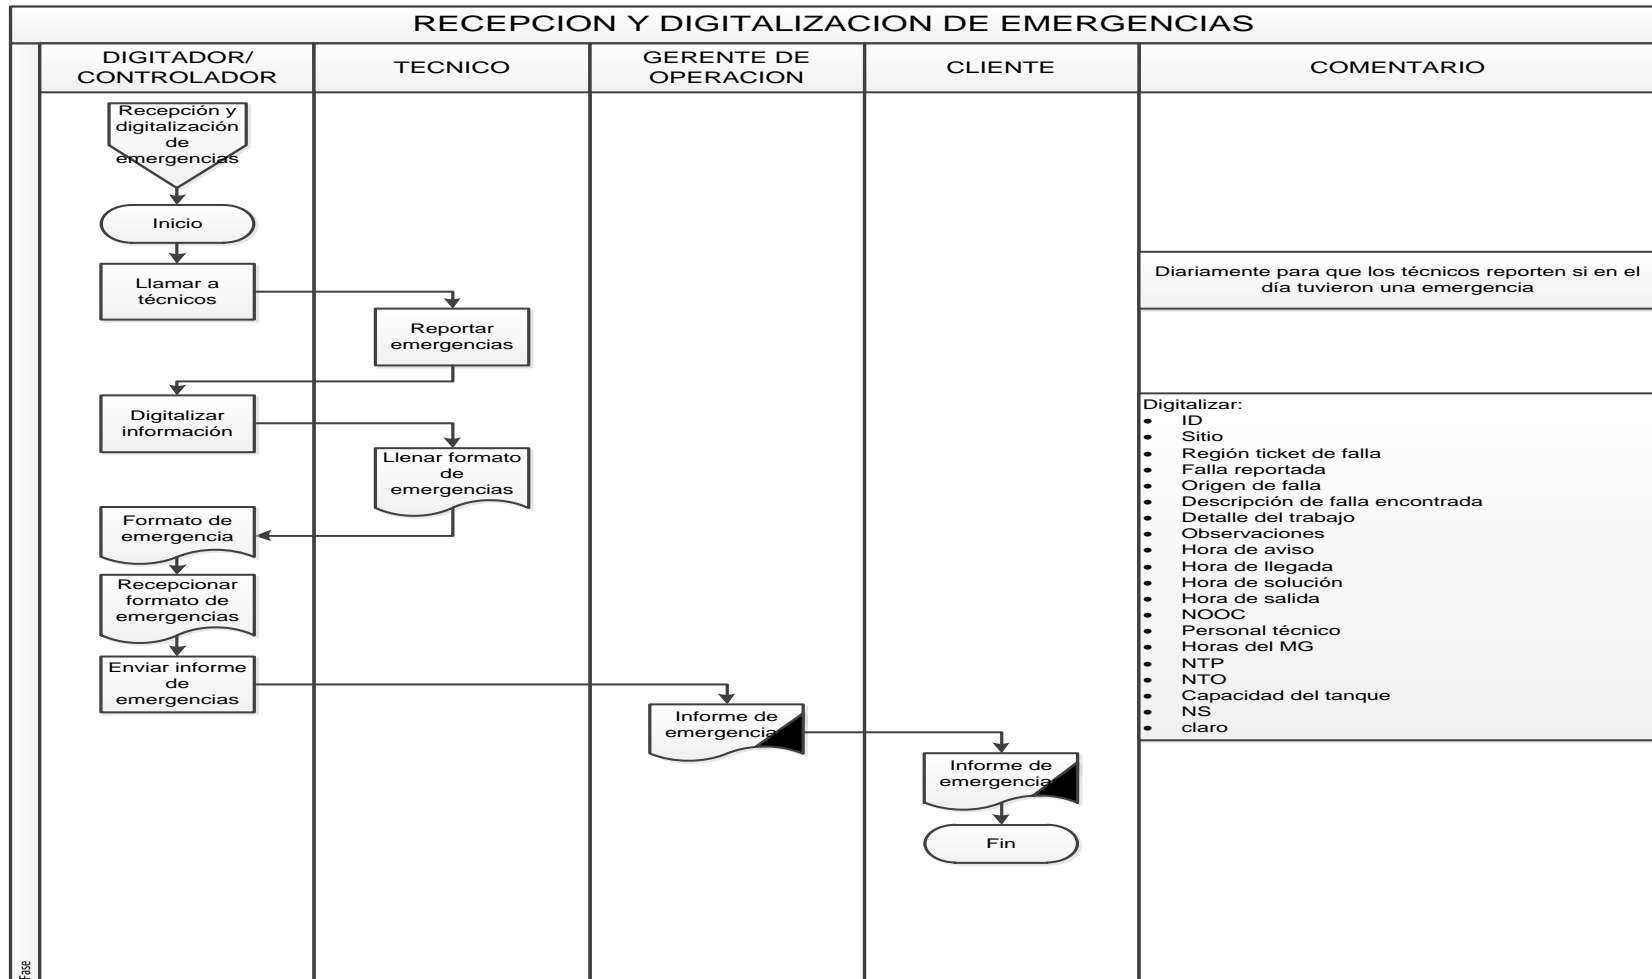 RECEPCION Y DIGITALIZACION DE EMERGENCIAS
DIGITADOR/
CONTROLADOR
TECNICO
GERENTE DE
OPERACION
CLIENTE
COMENTARIO
Recepción y
digitalización
de
emergencias
Inicio
Llamar a
técnicos
Diariamente para que los técnicos reporten si en el
día tuvieron una emergencia
Reportar
emergencias
Digitalizar
información
Llenar formato
de
emergencias
Formato de
emergencia
Recepcionar
formato de
emergencias
Enviar informe
de
emergencias
Informe de
emergencia
Informe de
emergencia
Fin
Digitalizar:
• ID
• Sitio
• Región ticket de falla
• Falla reportada
• Origen de falla
• Descripción de falla encontrada
• Detalle del trabajo
• Observaciones
• Hora de aviso
• Hora de llegada
• Hora de solución
• Hora de salida
• NOOC
• Personal técnico
• Horas del MG
• NTP
• NTO
• Capacidad del tanque
• NS
• claro
Fase